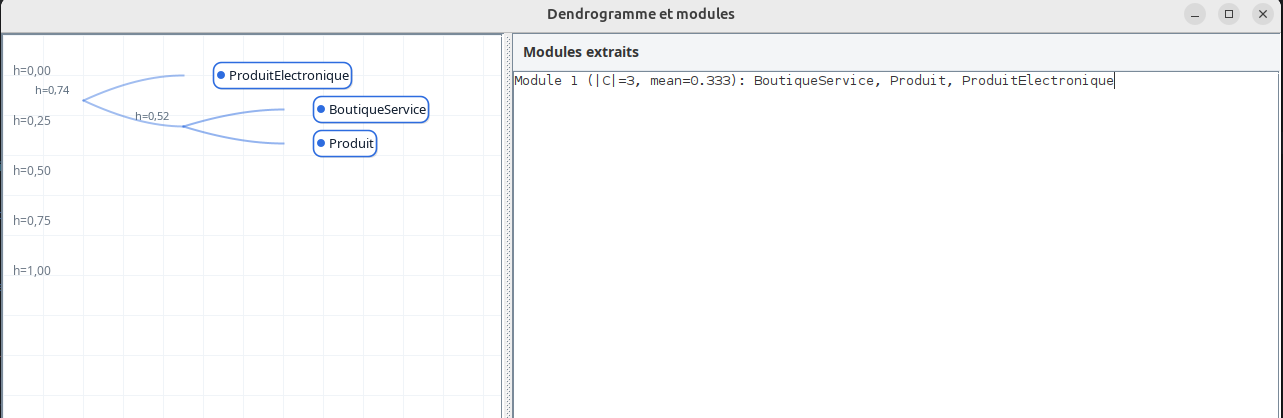 Dendrogramme et modules
h=0,00
h=0,74
h=0,25
h=0,52
h=0,50
h=0,75
h=1,00
ProduitElectronique
BoutiqueService
Produit
Modules extraits
Module 1 (|C|=3, mean=0.333): BoutiqueService, Produit, ProduitElectronique